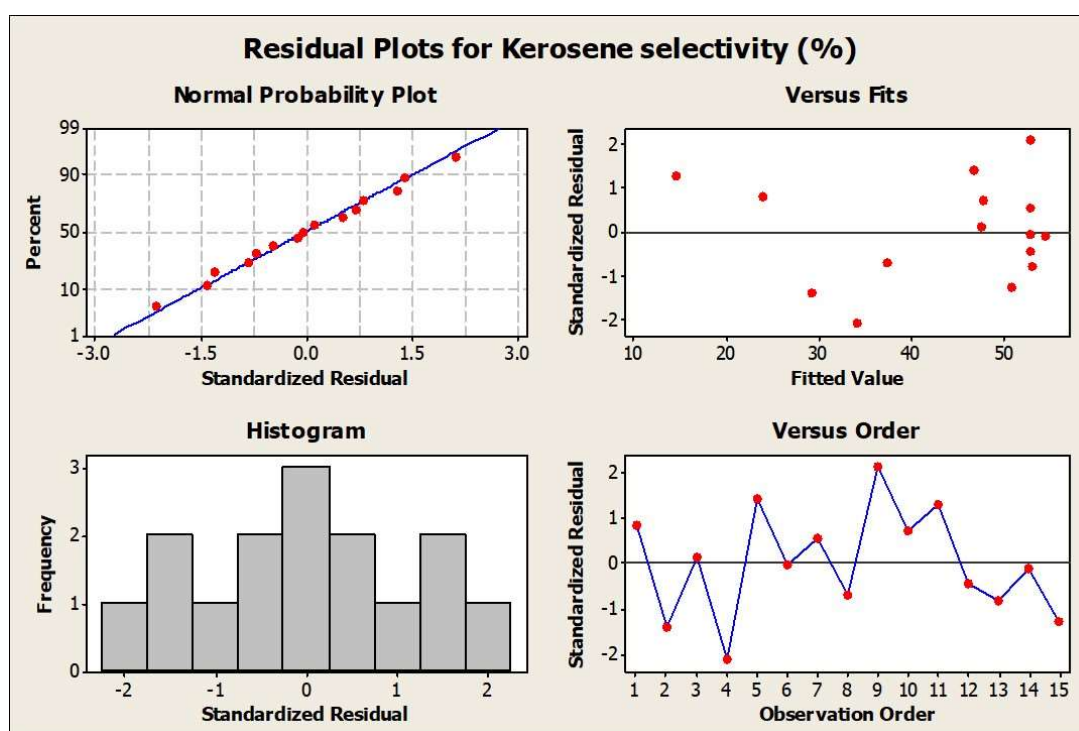 Residual Plots for Kerosene selectivity (%)
Normal Probability Plot
Percent
99
90
50
10
1
-3.0 -1.5 0.0 1.5 3.0
Standardized Residual
Versus Fits
Standardized Residual
2
1
0
-1
-2
10 20 30 40 50
Fitted Value
Histogram
Frequency
3
2
1
0
-2 -1 0 1 2
Standardized Residual
Versus Order
Standardized Residual
2
1
0
-1
-2
1 2 3 4 5 6 7 8 9 10 11 12 13 14 15
Observation Order